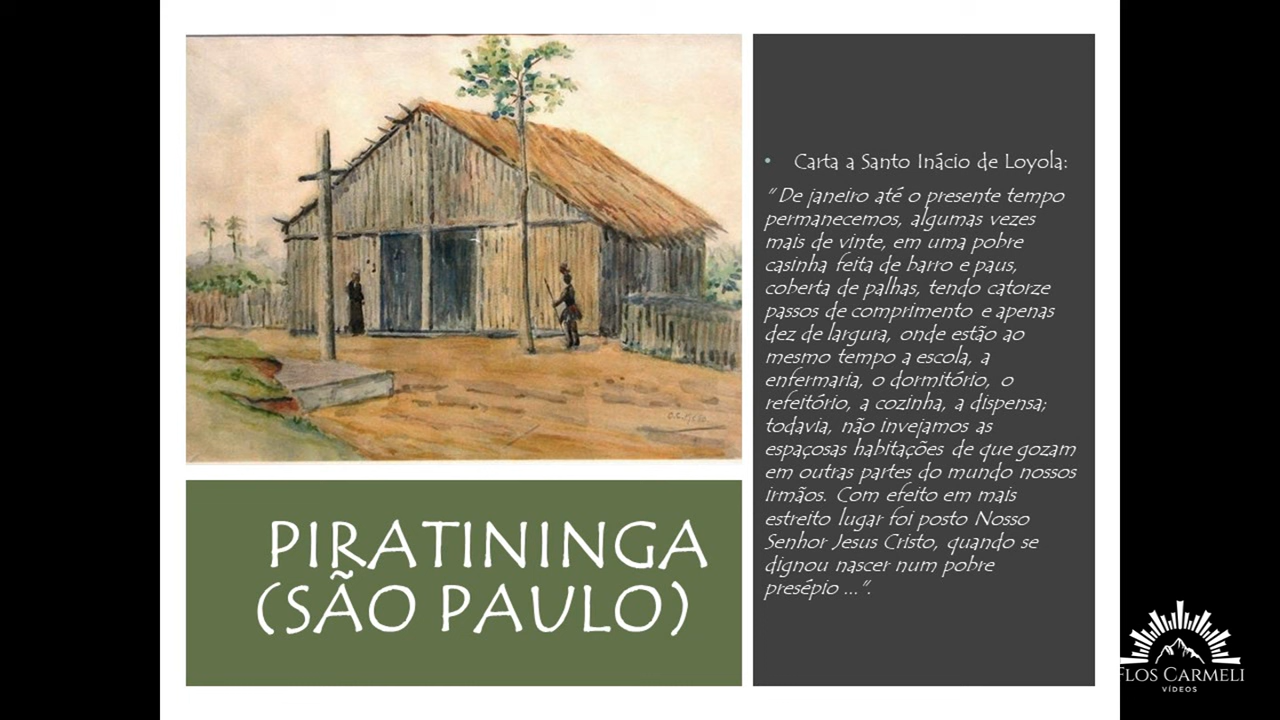 PIRATININGA
(SÃO PAULO)
• Carta a Santo Inácio de Loyola:
“ De janeiro até o presente tempo
permanecemos, algumas vezes
mais de vinte, em uma pobre
casinha feita de barro e paus,
coberta de palhas, tendo catorze
passos de comprimento e apenas
dez de largura, onde estão ao
mesmo tempo a escola, a
enfermaria, o dormitório, o
refeitório, a cozinha, a dispensa;
todavia, não invejamos as
espaçosas habitações de que gozam
em outras partes do mundo nossos
irmãos. Com efeito em mais
estreito lugar foi posto Nosso
Senhor Jesus Cristo, quando se
dignou nascer num pobre
presépio ...”.
FLOS CARMELI
VÍDEOS